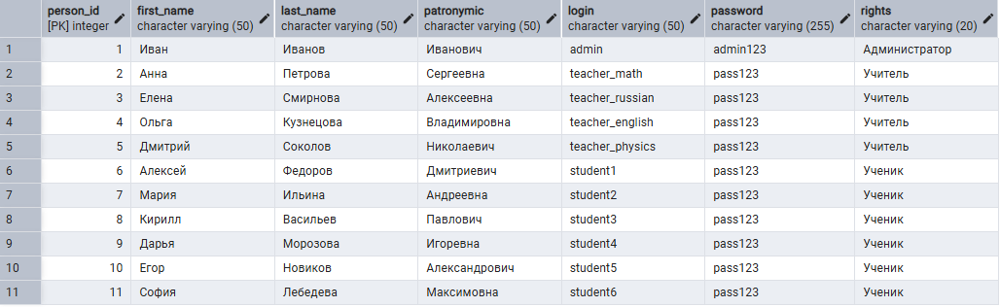 person_id first_name last_name patronymic login password rights
[PK] integer character varying (50) character varying (50) character varying (50) character varying (50) character varying (255) character varying (20)
1 1 Иван Иванов Иванович admin admin123 Администратор
2 2 Анна Петрова Сергеевна teacher_math pass123 Учитель
3 3 Елена Смирнова Алексеевна teacher_russian pass123 Учитель
4 4 Ольга Кузнецова Владимировна teacher_english pass123 Учитель
5 5 Дмитрий Соколов Николаевич teacher_physics pass123 Учитель
6 6 Алексей Федоров Дмитриевич student1 pass123 Ученик
7 7 Мария Ильина Андреевна student2 pass123 Ученик
8 8 Кирилл Васильев Павлович student3 pass123 Ученик
9 9 Дарья Морозова Игоревна student4 pass123 Ученик
10 10 Егор Новиков Александрович student5 pass123 Ученик
11 11 София Лебедева Максимовна student6 pass123 Ученик